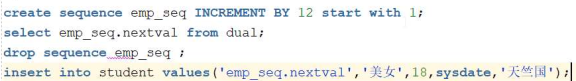 create sequence emp_seq INCREMENT BY 12 start with 1;
select emp_seq.nextval from dual;
drop sequence emp_seq ;
insert into student values('emp_seq.nextval','美女',18,sysdate,'天竺国');